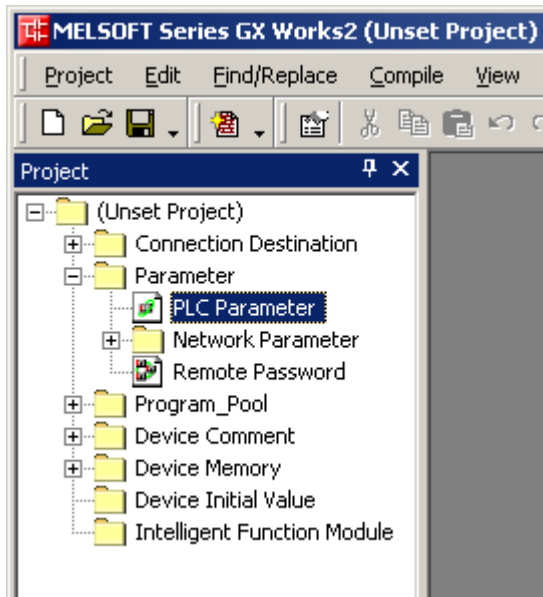 MELSOFT Series GX Works2 (Unset Project)
Project Edit Find/Replace Compile View
Project
(Unset Project)
Connection Destination
Parameter
PLC Parameter
Network Parameter
Remote Password
Program_Pool
Device Comment
Device Memory
Device Initial Value
Intelligent Function Module